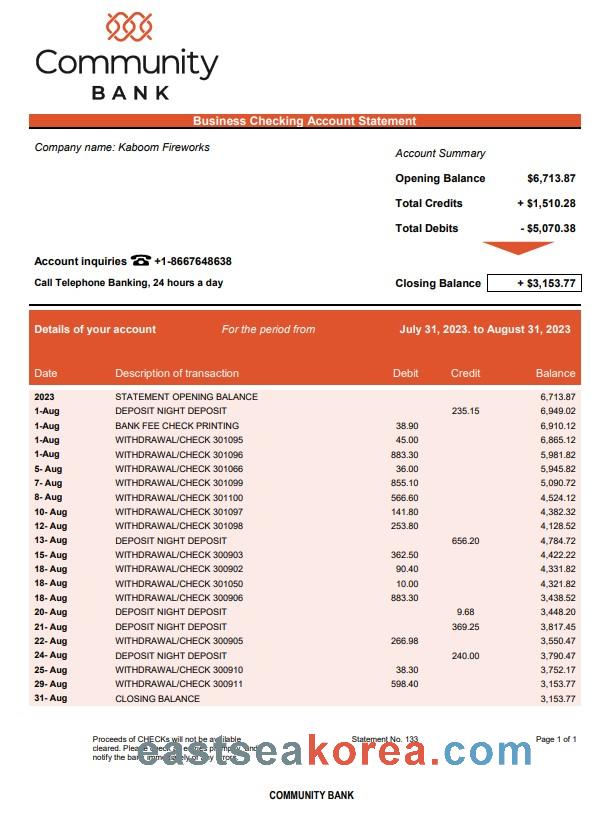 Community
BANK
Business Checking Account Statement
Company name: Kaboom Fireworks
Account Summary
Opening Balance $6,713.87
Total Credits + $1,510.28
Total Debits - $5,070.38
Account inquiries ☎ +1-8667648638
Call Telephone Banking, 24 hours a day
Closing Balance + $3,153.77
Details of your account For the period from July 31, 2023. to August 31, 2023
Date Description of transaction Debit Credit Balance
2023 STATEMENT OPENING BALANCE 6,713.87
1-Aug DEPOSIT NIGHT DEPOSIT 235.15 6,949.02
1-Aug BANK FEE CHECK PRINTING 38.90 6,910.12
1-Aug WITHDRAWAL/CHECK 301095 45.00 6,865.12
1-Aug WITHDRAWAL/CHECK 301096 883.30 5,981.82
5- Aug WITHDRAWAL/CHECK 301066 36.00 5,945.82
7- Aug WITHDRAWAL/CHECK 301099 855.10 5,090.72
8- Aug WITHDRAWAL/CHECK 301100 566.60 4,524.12
10- Aug WITHDRAWAL/CHECK 301097 141.80 4,382.32
12- Aug WITHDRAWAL/CHECK 301098 253.80 4,128.52
13- Aug DEPOSIT NIGHT DEPOSIT 656.20 4,784.72
15- Aug WITHDRAWAL/CHECK 300903 362.50 4,422.22
18- Aug WITHDRAWAL/CHECK 300902 90.40 4,331.82
18- Aug WITHDRAWAL/CHECK 301050 10.00 4,321.82
18- Aug WITHDRAWAL/CHECK 300906 883.30 3,438.52
20- Aug DEPOSIT NIGHT DEPOSIT 9.68 3,448.20
21- Aug DEPOSIT NIGHT DEPOSIT 369.25 3,817.45
22- Aug WITHDRAWAL/CHECK 300905 266.98 3,550.47
24- Aug DEPOSIT NIGHT DEPOSIT 240.00 3,790.47
25- Aug WITHDRAWAL/CHECK 300910 38.30 3,752.17
29- Aug WITHDRAWAL/CHECK 300911 598.40 3,153.77
31- Aug CLOSING BALANCE 3,153.77
Proceeds of CHECKs will not be available Statement No. 133 Page 1 of 1
cleared. Please check all entries promptly, and
notify the bank immediately of any errors.
eastseakorea.com
COMMUNITY BANK